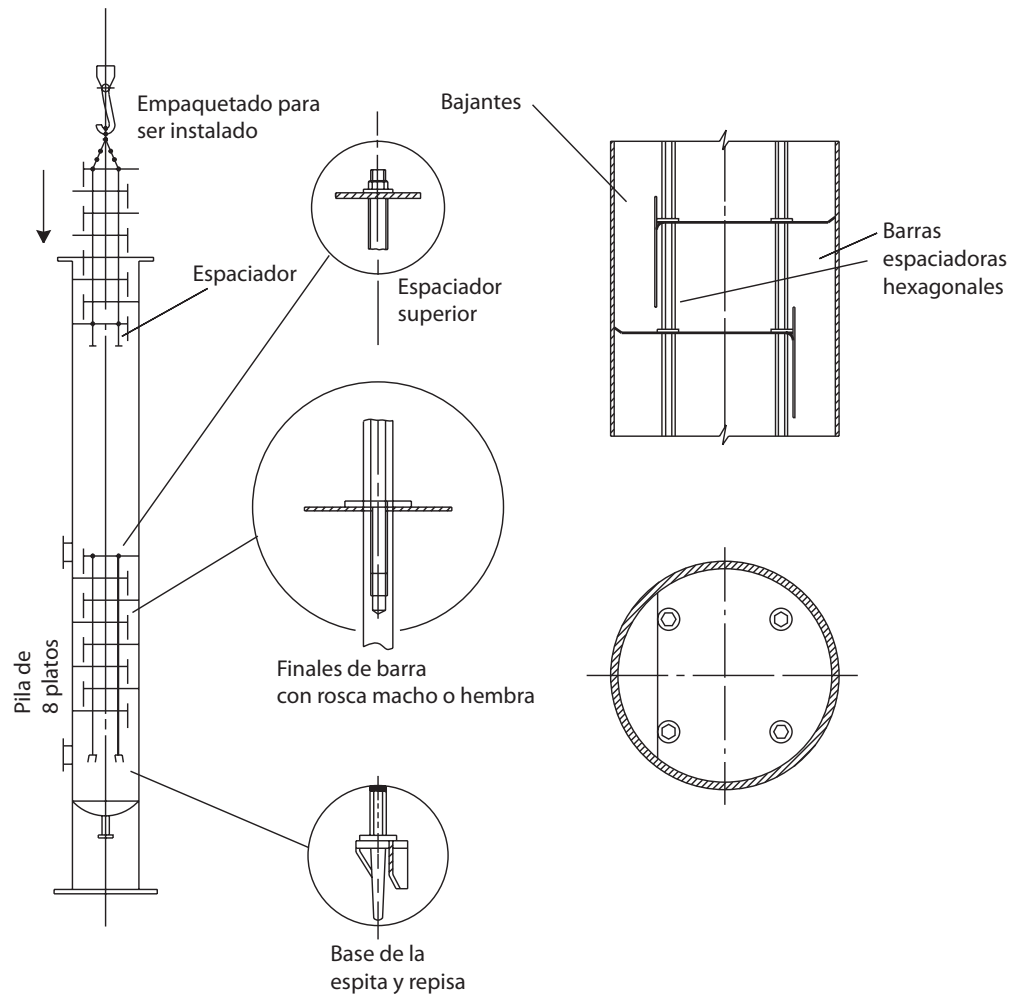 Empaquetado para
ser instalado
Bajantes
Barras
espaciadoras
hexagonales
Espaciador
Espaciador
superior
Pila de
8 platos
Finales de barra
con rosca macho o hembra
Base de la
espita y repisa